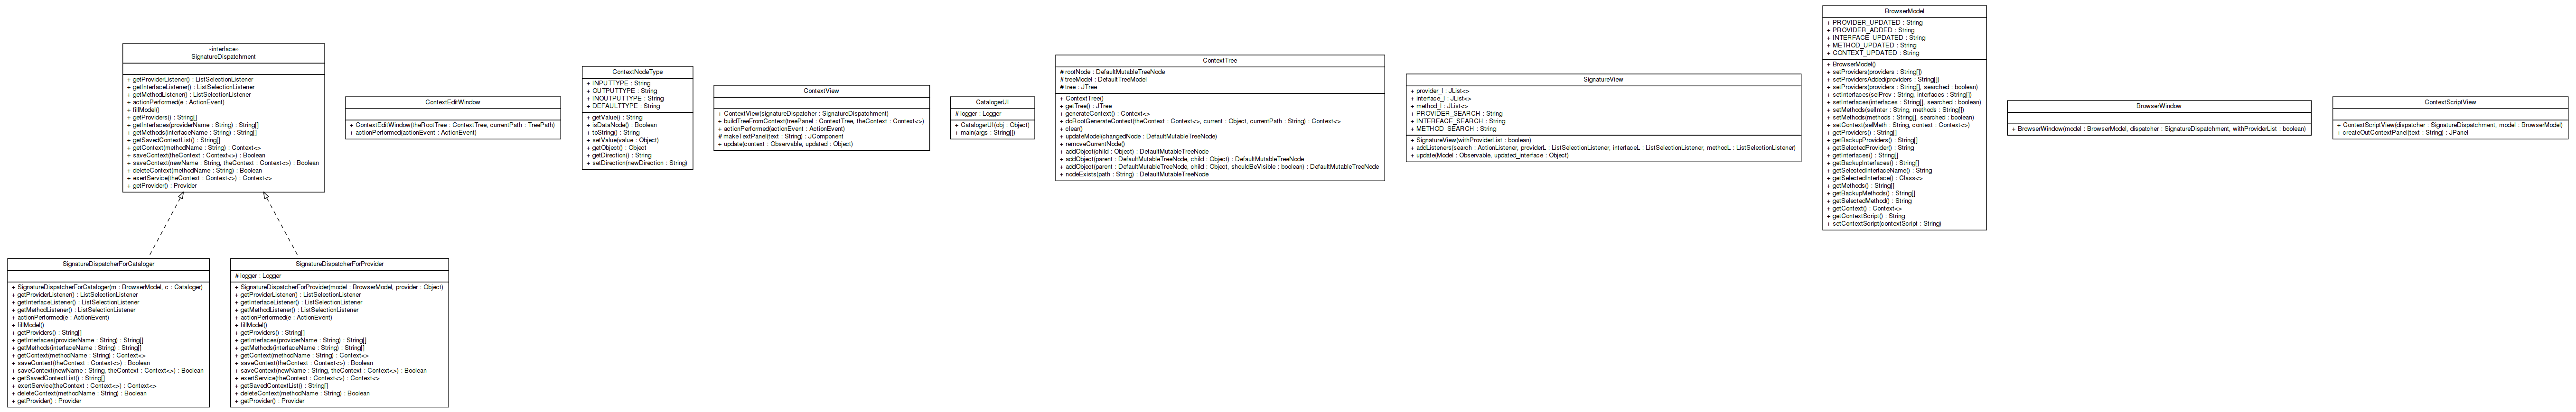 «interface»
SignatureDispatchment
+ getProviderListener() : ListSelectionListener
+ getInterfaceListener() : ListSelectionListener
+ getMethodListener() : ListSelectionListener
+ actionPerformed(e : ActionEvent)
+ fillModel()
+ getProviders() : String[]
+ getInterfaces(providerName : String) : String[]
+ getMethods(interfaceName : String) : String[]
+ getSavedContextList() : String[]
+ getContext(methodName : String) : Context<>
+ saveContext(theContext : Context<>) : Boolean
+ saveContext(newName : String, theContext : Context<>) : Boolean
+ deleteContext(methodName : String) : Boolean
+ exertService(theContext : Context<>) : Context<>
+ getProvider() : Provider
ContextEditWindow
+ ContextEditWindow(theRootTree : ContextTree, currentPath : TreePath)
+ actionPerformed(actionEvent : ActionEvent)
ContextNodeType
+ INPUTTYPE : String
+ OUTPUTTYPE : String
+ INOUTPUTTYPE : String
+ DEFAULTTYPE : String
+ getValue() : String
+ isDataNode() : Boolean
+ toString() : String
+ setValue(value : Object)
+ getObject() : Object
+ getDirection() : String
+ setDirection(newDirection : String)
ContextView
+ ContextView(signatureDispatcher : SignatureDispatchment)
+ buildTreeFromContext(treePanel : ContextTree, theContext : Context<>)
+ actionPerformed(actionEvent : ActionEvent)
# makeTextPanel(text : String) : JComponent
+ update(context : Observable, updated : Object)
CatalogerUI
# logger : Logger
+ CatalogerUI(obj : Object)
+ main(args : String[])
ContextTree
# rootNode : DefaultMutableTreeNode
# treeModel : DefaultTreeModel
# tree : JTree
+ ContextTree()
+ getTree() : JTree
+ generateContext() : Context<>
+ doRootGenerateContext(theContext : Context<>, current : Object, currentPath : String) : Context<>
+ clear()
+ updateModel(changedNode : DefaultMutableTreeNode)
+ removeCurrentNode()
+ addObject(child : Object) : DefaultMutableTreeNode
+ addObject(parent : DefaultMutableTreeNode, child : Object) : DefaultMutableTreeNode
+ addObject(parent : DefaultMutableTreeNode, child : Object, shouldBeVisible : boolean) : DefaultMutableTreeNode
+ nodeExists(path : String) : DefaultMutableTreeNode
SignatureView
+ provider_l : JList<>
+ interface_l : JList<>
+ method_l : JList<>
+ PROVIDER_SEARCH : String
+ INTERFACE_SEARCH : String
+ METHOD_SEARCH : String
+ SignatureView(withProviderList : boolean)
+ addListeners(search : ActionListener, providerL : ListSelectionListener, interfaceL : ListSelectionListener, methodL : ListSelectionListener)
+ update(Model : Observable, updated_interface : Object)
BrowserModel
+ PROVIDER_UPDATED : String
+ PROVIDER_ADDED : String
+ INTERFACE_UPDATED : String
+ METHOD_UPDATED : String
+ CONTEXT_UPDATED : String
+ BrowserModel()
+ setProviders(providers : String[])
+ setProvidersAdded(providers : String[])
+ setProviders(providers : String[], searched : boolean)
+ setInterfaces(selProv : String, interfaces : String[])
+ setInterfaces(interfaces : String[], searched : boolean)
+ setMethods(selInter : String, methods : String[])
+ setMethods(methods : String[], searched : boolean)
+ setContext(selMeth : String, context : Context<>)
+ getProviders() : String[]
+ getBackupProviders() : String[]
+ getSelectedProvider() : String
+ getInterfaces() : String[]
+ getBackupInterfaces() : String[]
+ getSelectedInterfaceName() : String
+ getSelectedInterface() : Class<>
+ getMethods() : String[]
+ getBackupMethods() : String[]
+ getSelectedMethod() : String
+ getContext() : Context<>
+ getContextScript() : String
+ setContextScript(contextScript : String)
BrowserWindow
+ BrowserWindow(model : BrowserModel, dispatcher : SignatureDispatchment, withProviderList : boolean)
ContextScriptView
+ ContextScriptView(dispatcher : SignatureDispatchment, model : BrowserModel)
+ createOutContextPanel(text : String) : JPanel
SignatureDispatcherForCataloger
+ SignatureDispatcherForCataloger(m : BrowserModel, c : Cataloger)
+ getProviderListener() : ListSelectionListener
+ getInterfaceListener() : ListSelectionListener
+ getMethodListener() : ListSelectionListener
+ actionPerformed(e : ActionEvent)
+ fillModel()
+ getProviders() : String[]
+ getInterfaces(providerName : String) : String[]
+ getMethods(interfaceName : String) : String[]
+ getContext(methodName : String) : Context<>
+ saveContext(theContext : Context<>) : Boolean
+ saveContext(newName : String, theContext : Context<>) : Boolean
+ getSavedContextList() : String[]
+ exertService(theContext : Context<>) : Context<>
+ deleteContext(methodName : String) : Boolean
+ getProvider() : Provider
SignatureDispatcherForProvider
# logger : Logger
+ SignatureDispatcherForProvider(model : BrowserModel, provider : Object)
+ getProviderListener() : ListSelectionListener
+ getInterfaceListener() : ListSelectionListener
+ getMethodListener() : ListSelectionListener
+ actionPerformed(e : ActionEvent)
+ fillModel()
+ getProviders() : String[]
+ getInterfaces(providerName : String) : String[]
+ getMethods(interfaceName : String) : String[]
+ getContext(methodName : String) : Context<>
+ saveContext(theContext : Context<>) : Boolean
+ saveContext(newName : String, theContext : Context<>) : Boolean
+ exertService(theContext : Context<>) : Context<>
+ getSavedContextList() : String[]
+ deleteContext(methodName : String) : Boolean
+ getProvider() : Provider